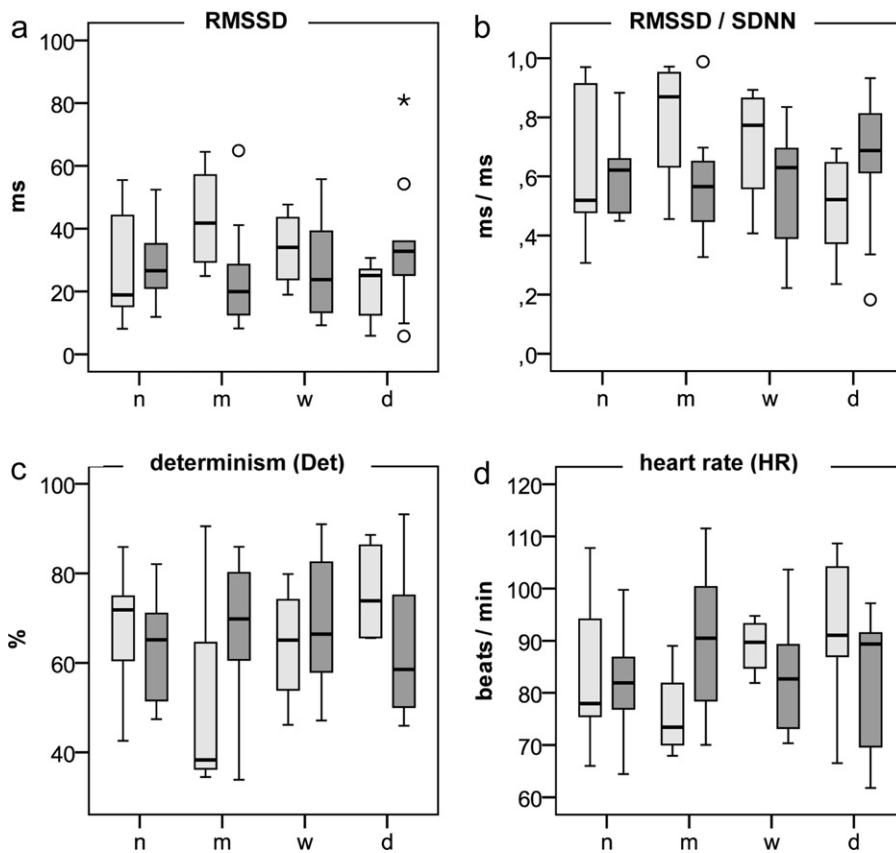 a
RMSSD
100
80
60
40
20
0
ms
n m w d
b
RMSSD / SDNN
1,0
,8
,6
,4
,2
,0
ms / ms
n m w d
c
determinism (Det)
100
80
60
40
%
n m w d
d
heart rate (HR)
120
110
100
90
80
70
60
beats / min
n m w d